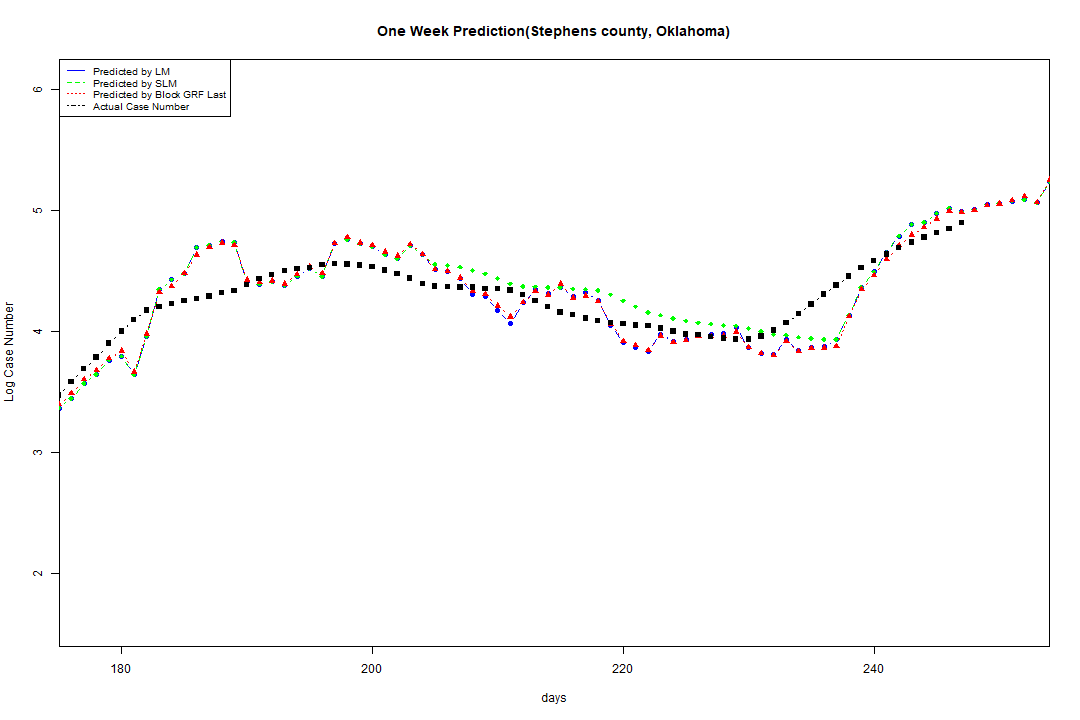 One Week Prediction(Stephens county, Oklahoma)
Predicted by LM
Predicted by SLM
Predicted by Block GRF Last
Actual Case Number
6
5
4
3
2
Log Case Number
180 200 220 240
days